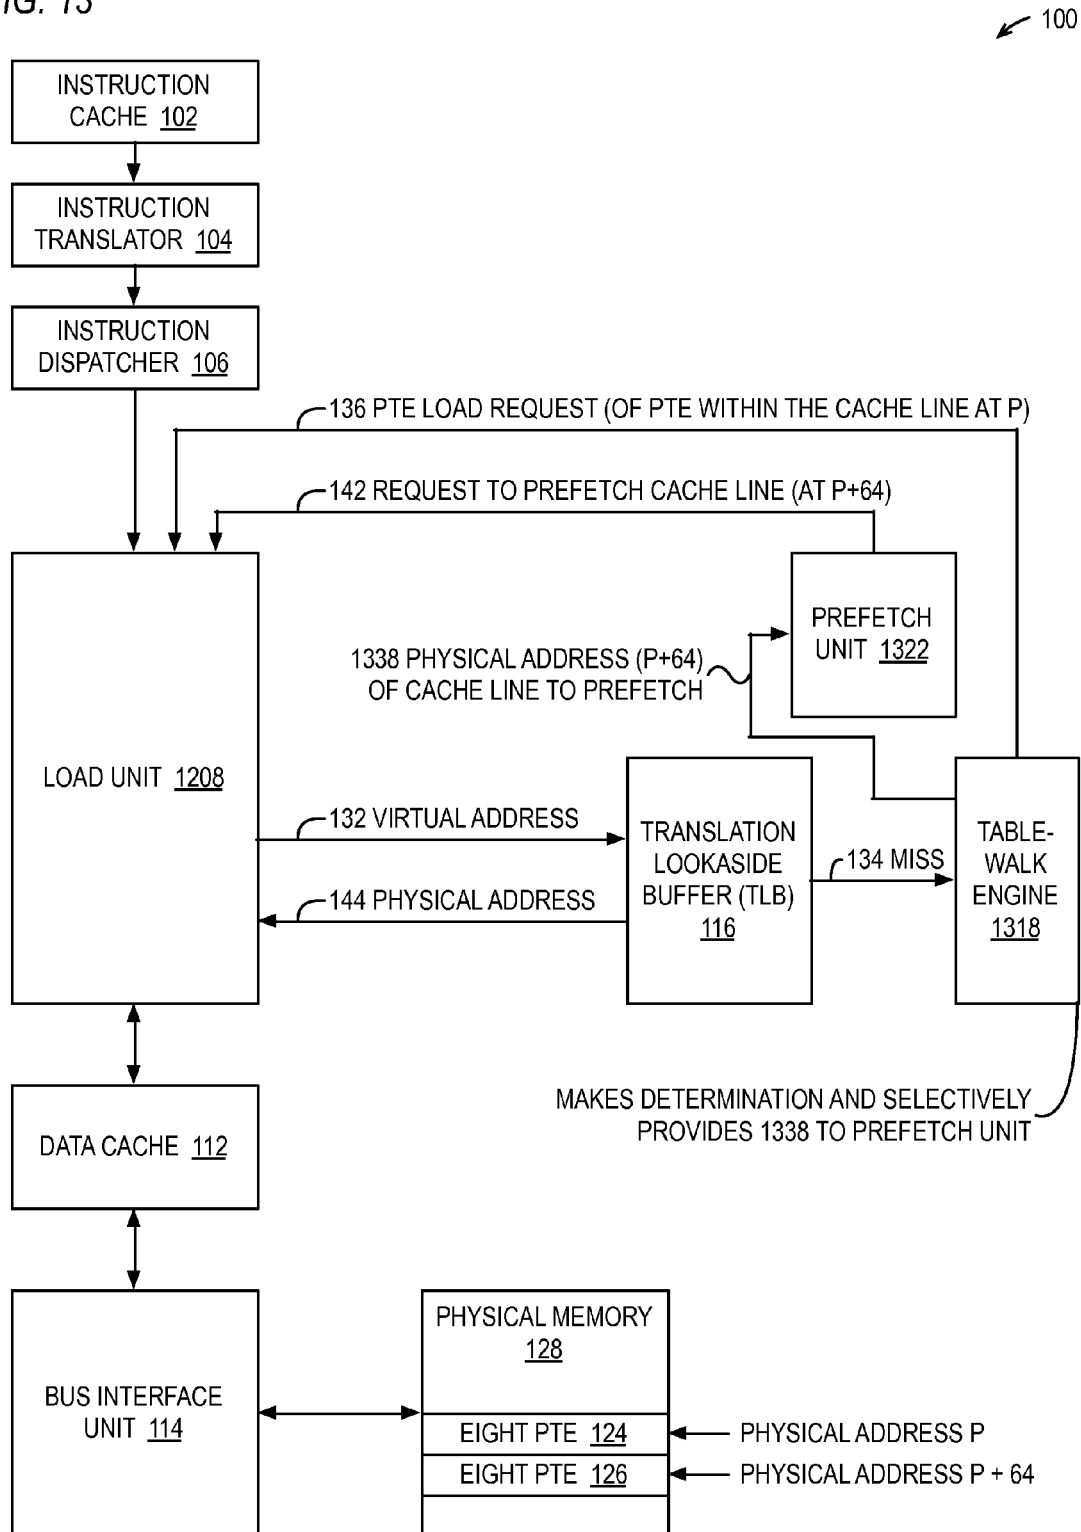 IG. 13
100
INSTRUCTION
CACHE 102
INSTRUCTION
TRANSLATOR 104
INSTRUCTION
DISPATCHER 106
136 PTE LOAD REQUEST (OF PTE WITHIN THE CACHE LINE AT P)
142 REQUEST TO PREFETCH CACHE LINE (AT P+64)
PREFETCH
UNIT 1322
1338 PHYSICAL ADDRESS (P+64)
OF CACHE LINE TO PREFETCH
LOAD UNIT 1208
132 VIRTUAL ADDRESS
144 PHYSICAL ADDRESS
TRANSLATION
LOOKASIDE
BUFFER (TLB)
116
134 MISS
TABLE-
WALK
ENGINE
1318
MAKES DETERMINATION AND SELECTIVELY
PROVIDES 1338 TO PREFETCH UNIT
DATA CACHE 112
BUS INTERFACE
UNIT 114
PHYSICAL MEMORY
128
EIGHT PTE 124
PHYSICAL ADDRESS P
EIGHT PTE 126
PHYSICAL ADDRESS P + 64